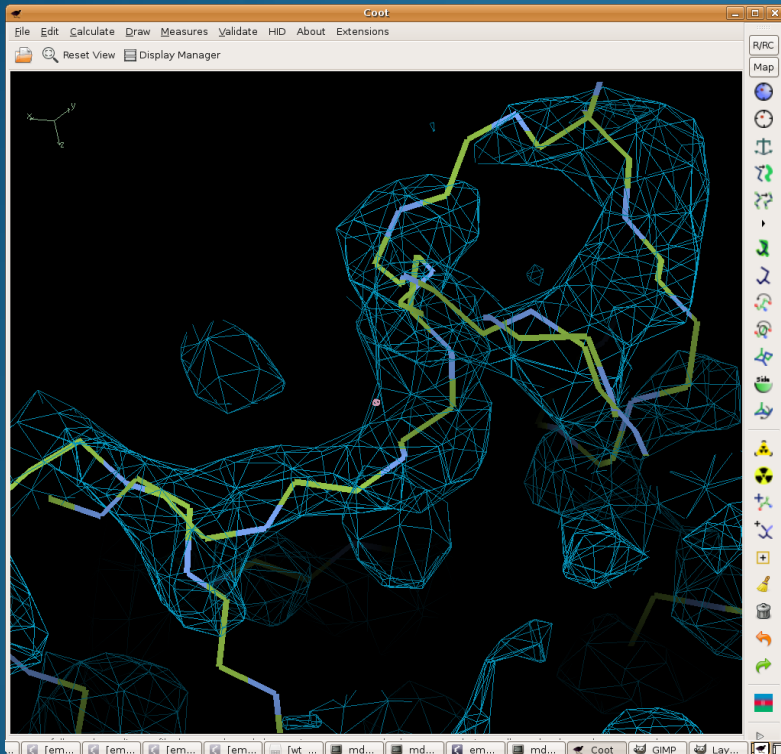 Coot
File Edit Calculate Draw Measures Validate HID About Extensions
Reset View Display Manager
R/RC
Map
x
y
z
Side
[em... [em... [em... [em... [wt ... md... md... em... md... Coot GIMP Lay...